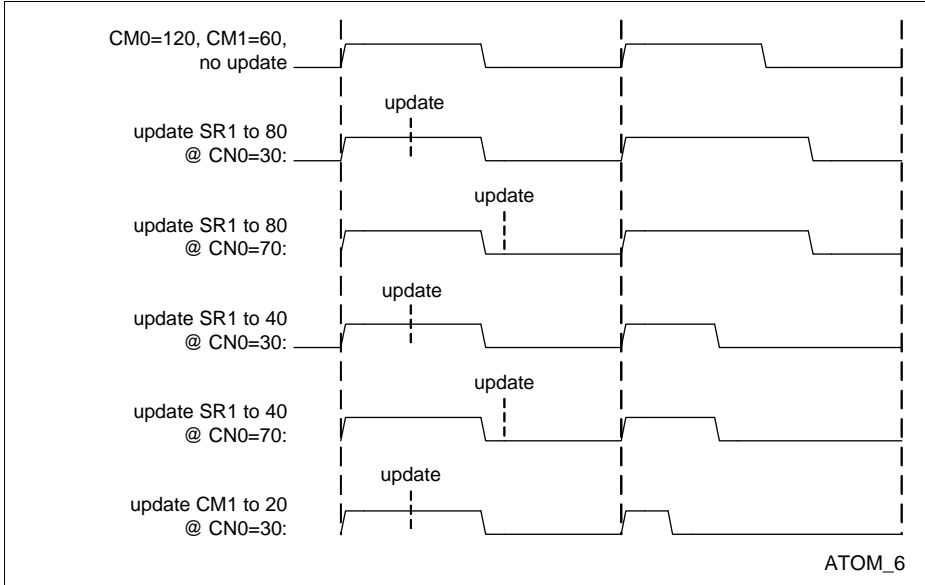 CM0=120, CM1=60,
no update
update
update SR1 to 80
@ CN0=30:
update
update SR1 to 80
@ CN0=70:
update
update SR1 to 40
@ CN0=30:
update
update SR1 to 40
@ CN0=70:
update
update CM1 to 20
@ CN0=30:
ATOM_6